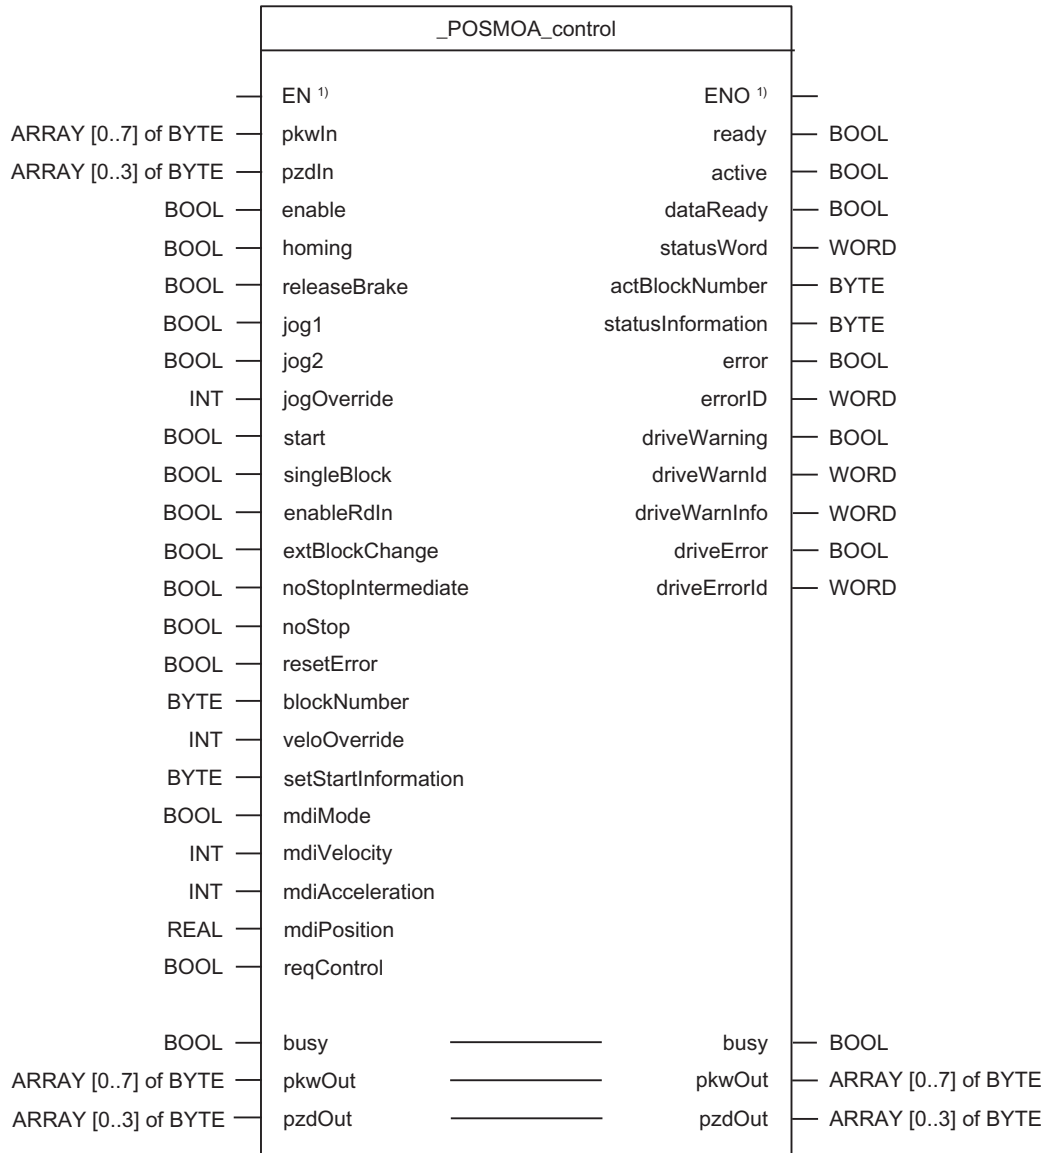 _POSMOA_control
EN 1) ENO 1)
ARRAY [0..7] of BYTE pkwIn ready BOOL
ARRAY [0..3] of BYTE pzdIn active BOOL
BOOL enable dataReady BOOL
BOOL homing statusWord WORD
BOOL releaseBrake actBlockNumber BYTE
BOOL jog1 statusInformation BYTE
BOOL jog2 error BOOL
INT jogOverride errorID WORD
BOOL start driveWarning BOOL
BOOL singleBlock driveWarnId WORD
BOOL enableRdIn driveWarnInfo WORD
BOOL extBlockChange driveError BOOL
BOOL noStopIntermediate driveErrorId WORD
BOOL noStop
BOOL resetError
BYTE blockNumber
INT veloOverride
BYTE setStartInformation
BOOL mdiMode
INT mdiVelocity
INT mdiAcceleration
REAL mdiPosition
BOOL reqControl
BOOL busy busy BOOL
ARRAY [0..7] of BYTE pkwOut pkwOut ARRAY [0..7] of BYTE
ARRAY [0..3] of BYTE pzdOut pzdOut ARRAY [0..3] of BYTE